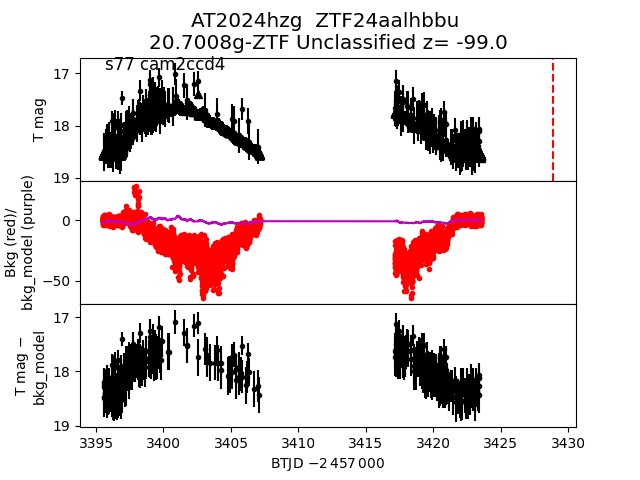 AT2024hzg  ZTF24aalhbbu
20.7008g-ZTF Unclassified z= -99.0
s77 cam2ccd4
T mag
17
18
19
Bkg (red)/
bkg_model (purple)
0
−50
T mag −
bkg_model
17
18
19
3395 3400 3405 3410 3415 3420 3425 3430
BTJD −2 457 000